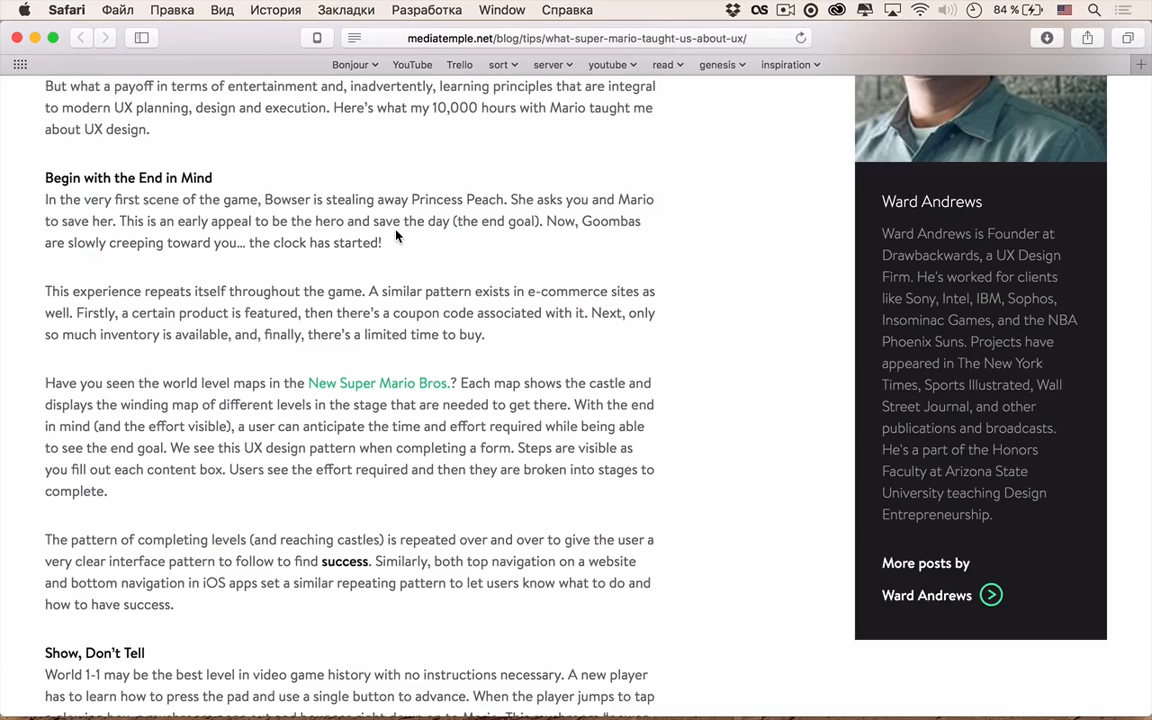 Safari Файл Правка Вид История Закладки Разработка Window Справка 84 %
mediatemple.net/blog/tips/what-super-mario-taught-us-about-ux/
Bonjour YouTube Trello sort server youtube read genesis inspiration
But what a payoff in terms of entertainment and, inadvertently, learning principles that are integral
to modern UX planning, design and execution. Here's what my 10,000 hours with Mario taught me
about UX design.
Begin with the End in Mind
In the very first scene of the game, Bowser is stealing away Princess Peach. She asks you and Mario
to save her. This is an early appeal to be the hero and save the day (the end goal). Now, Goombas
are slowly creeping toward you... the clock has started!
This experience repeats itself throughout the game. A similar pattern exists in e-commerce sites as
well. Firstly, a certain product is featured, then there's a coupon code associated with it. Next, only
so much inventory is available, and, finally, there's a limited time to buy.
Have you seen the world level maps in the New Super Mario Bros.? Each map shows the castle and
displays the winding map of different levels in the stage that are needed to get there. With the end
in mind (and the effort visible), a user can anticipate the time and effort required while being able
to see the end goal. We see this UX design pattern when completing a form. Steps are visible as
you fill out each content box. Users see the effort required and then they are broken into stages to
complete.
The pattern of completing levels (and reaching castles) is repeated over and over to give the user a
very clear interface pattern to follow to find success. Similarly, both top navigation on a website
and bottom navigation in iOS apps set a similar repeating pattern to let users know what to do and
how to have success.
Show, Don't Tell
World 1-1 may be the best level in video game history with no instructions necessary. A new player
has to learn how to press the pad and use a single button to advance. When the player jumps to tap
Ward Andrews
Ward Andrews is Founder at
Drawbackwards, a UX Design
Firm. He's worked for clients
like Sony, Intel, IBM, Sophos,
Insominac Games, and the NBA
Phoenix Suns. Projects have
appeared in The New York
Times, Sports Illustrated, Wall
Street Journal, and other
publications and broadcasts.
He's a part of the Honors
Faculty at Arizona State
University teaching Design
Entrepreneurship.
More posts by
Ward Andrews